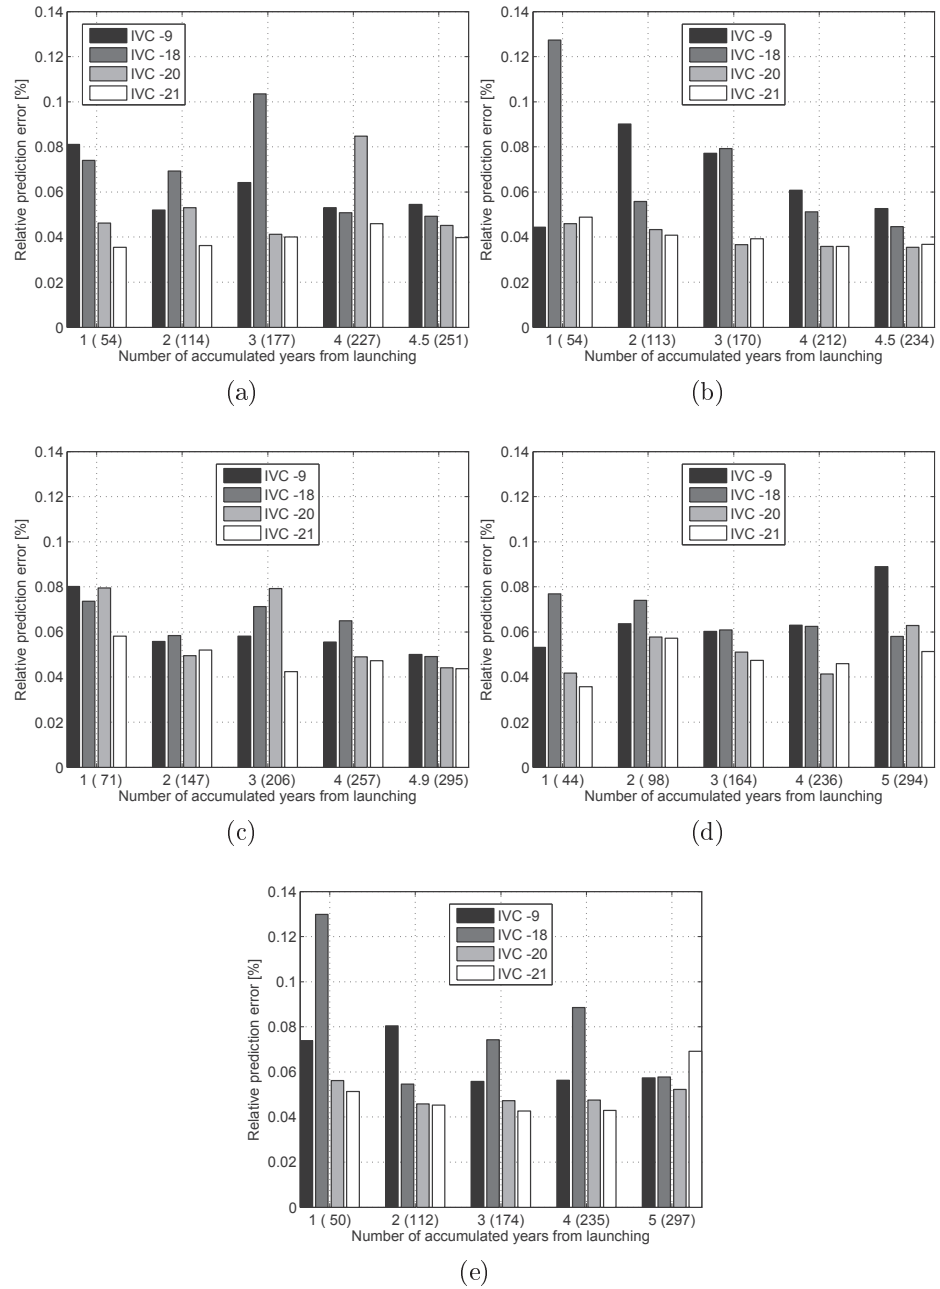 0.14
0.12
0.1
0.08
0.06
0.04
0.02
0
Relative prediction error [%]
IVC -9
IVC -18
IVC -20
IVC -21
1 ( 54) 2 (114) 3 (177) 4 (227) 4.5 (251)
Number of accumulated years from launching
(a)
0.14
0.12
0.1
0.08
0.06
0.04
0.02
0
Relative prediction error [%]
IVC -9
IVC -18
IVC -20
IVC -21
1 ( 54) 2 (113) 3 (170) 4 (212) 4.5 (234)
Number of accumulated years from launching
(b)
0.14
0.12
0.1
0.08
0.06
0.04
0.02
0
Relative prediction error [%]
IVC -9
IVC -18
IVC -20
IVC -21
1 ( 71) 2 (147) 3 (206) 4 (257) 4.9 (295)
Number of accumulated years from launching
(c)
0.14
0.12
0.1
0.08
0.06
0.04
0.02
0
Relative prediction error [%]
IVC -9
IVC -18
IVC -20
IVC -21
1 ( 44) 2 ( 98) 3 (164) 4 (236) 5 (294)
Number of accumulated years from launching
(d)
0.14
0.12
0.1
0.08
0.06
0.04
0.02
0
Relative prediction error [%]
IVC -9
IVC -18
IVC -20
IVC -21
1 ( 50) 2 (112) 3 (174) 4 (235) 5 (297)
Number of accumulated years from launching
(e)